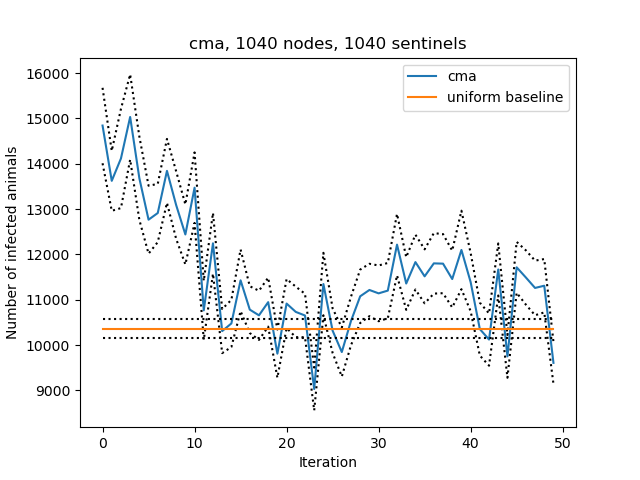 cma, 1040 nodes, 1040 sentinels
cma
uniform baseline
16000
15000
14000
13000
12000
11000
10000
9000
Number of infected animals
0 10 20 30 40 50
Iteration